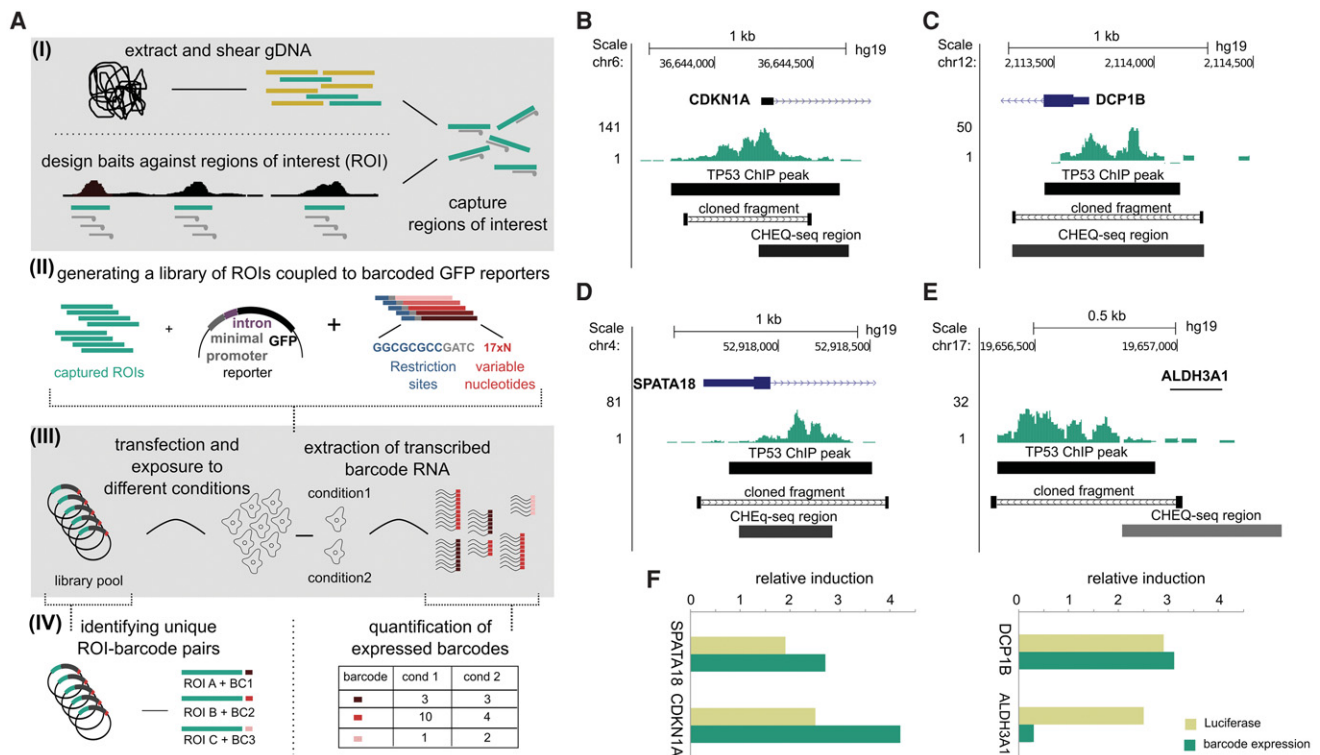 A
(I)
extract and shear gDNA
design baits against regions of interest (ROI)
capture
regions of interest
(II) generating a library of ROIs coupled to barcoded GFP reporters
captured ROIs
+
intron
minimal GFP
promoter
reporter
+
GGCGCGCCGATC 17xN
Restriction
sites
variable
nucleotides
(III)
transfection and
exposure to
different conditions
extraction of transcribed
barcode RNA
condition1
condition2
library pool
(IV)
identifying unique
ROI-barcode pairs
ROI A + BC1
ROI B + BC2
ROI C + BC3
quantification of
expressed barcodes
barcode cond 1 cond 2
3 3
10 4
1 2
B
Scale 1 kb hg19
chr6: 36,644,000 36,644,500
CDKN1A
141
1
TP53 ChIP peak
cloned fragment
CHEQ-seq region
C
Scale 1 kb hg19
chr12: 2,113,500 2,114,000 2,114,500
DCP1B
50
1
TP53 ChIP peak
cloned fragment
CHEQ-seq region
D
Scale 1 kb hg19
chr4: 52,918,000 52,918,500
SPATA18
81
1
TP53 ChIP peak
cloned fragment
CHEq-seq region
E
Scale 0.5 kb hg19
chr17: 19,656,500 19,657,000
ALDH3A1
32
1
TP53 ChIP peak
cloned fragment
CHEQ-seq region
F
relative induction
0 1 2 3 4
SPATA18
CDKN1A
relative induction
0 1 2 3 4
DCP1B
ALDH3A1
Luciferase
barcode expression